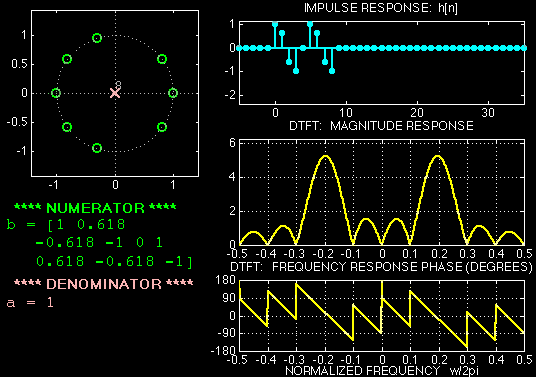 IMPULSE RESPONSE: h[n]
1
0
-1
-2
0 10 20 30
1
0.5
0
-0.5
-1
-1 0 1
8
DTFT: MAGNITUDE RESPONSE
6
4
2
0
-0.5 -0.4 -0.3 -0.2 -0.1 0 0.1 0.2 0.3 0.4 0.5
**** NUMERATOR ****
b = [1 0.618
-0.618 -1 0 1
0.618 -0.618 -1]
**** DENOMINATOR ****
a = 1
DTFT: FREQUENCY RESPONSE PHASE (DEGREES)
180
90
0
-90
-180
-0.5 -0.4 -0.3 -0.2 -0.1 0 0.1 0.2 0.3 0.4 0.5
NORMALIZED FREQUENCY w/2pi